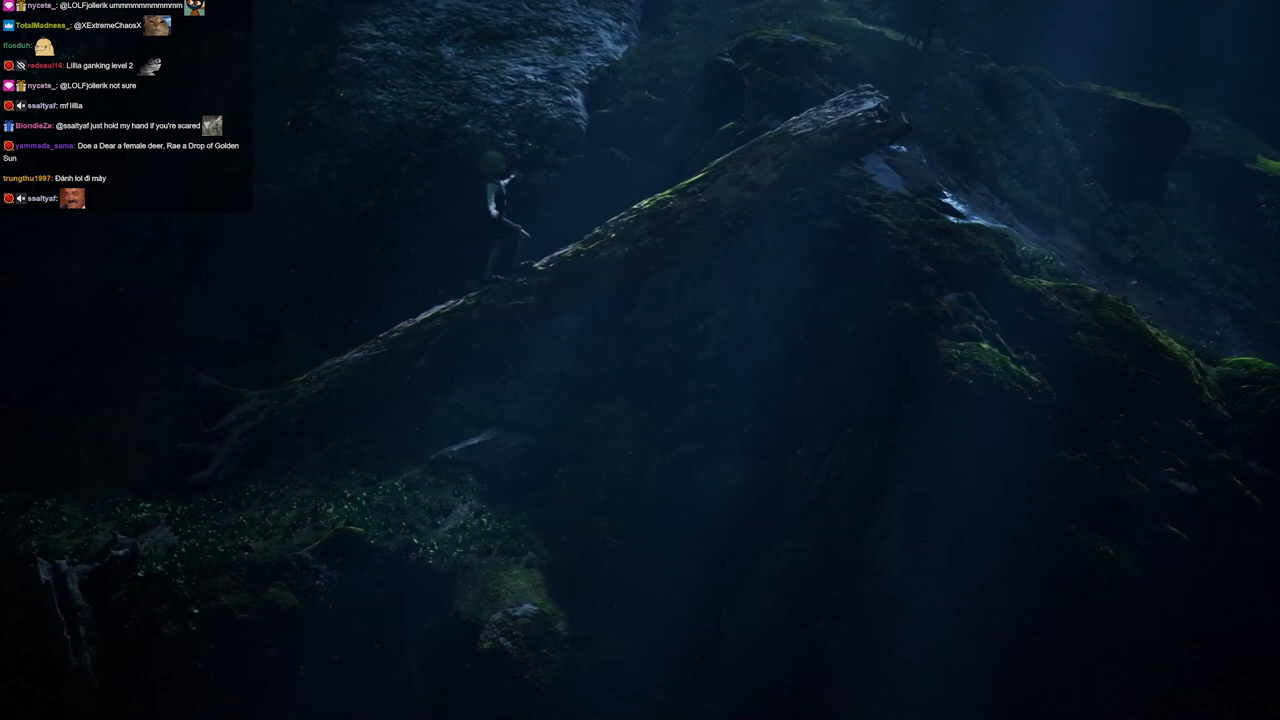 nycete_: @LOLFjollerik ummmmmmmmmmm
TotalMadness_: @XExtremeChaosX
flosduh:
redseal16: Lillia ganking level 2
nycete_: @LOLFjollerik not sure
ssaltyaf: mf lillia
BlondieZe: @ssaltyaf just hold my hand if you're scared
yammada_sama: Doe a Dear a female deer, Rae a Drop of Golden
Sun
trungthu1997: Đánh lol đi mày
ssaltyaf: